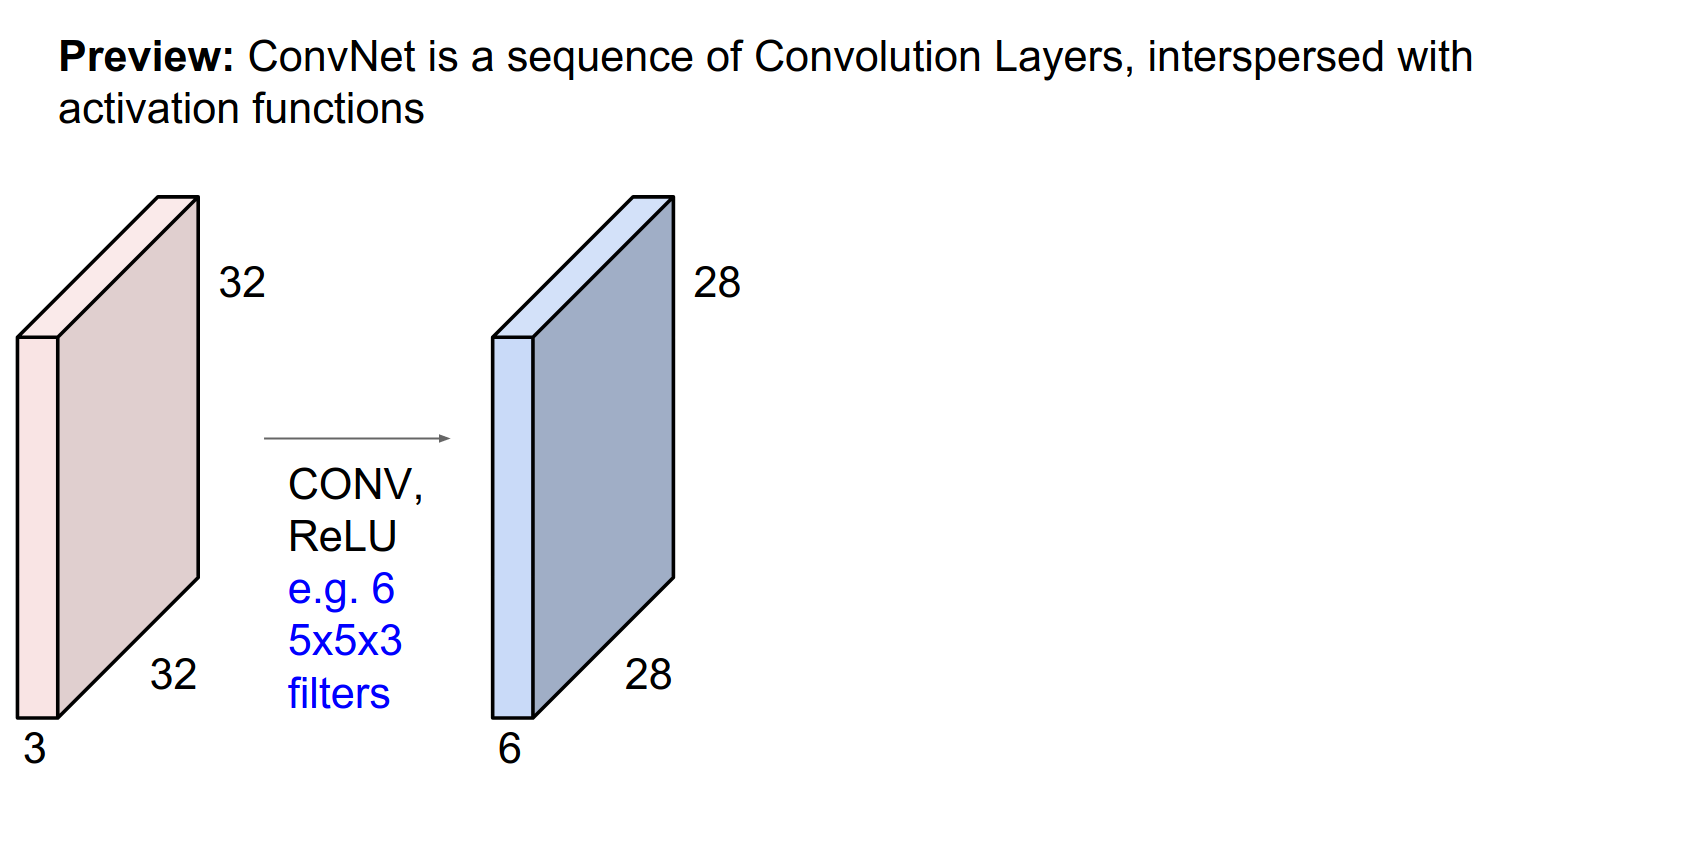 Preview: ConvNet is a sequence of Convolution Layers, interspersed with
activation functions
32
32
3
CONV,
ReLU
e.g. 6
5x5x3
filters
28
28
6